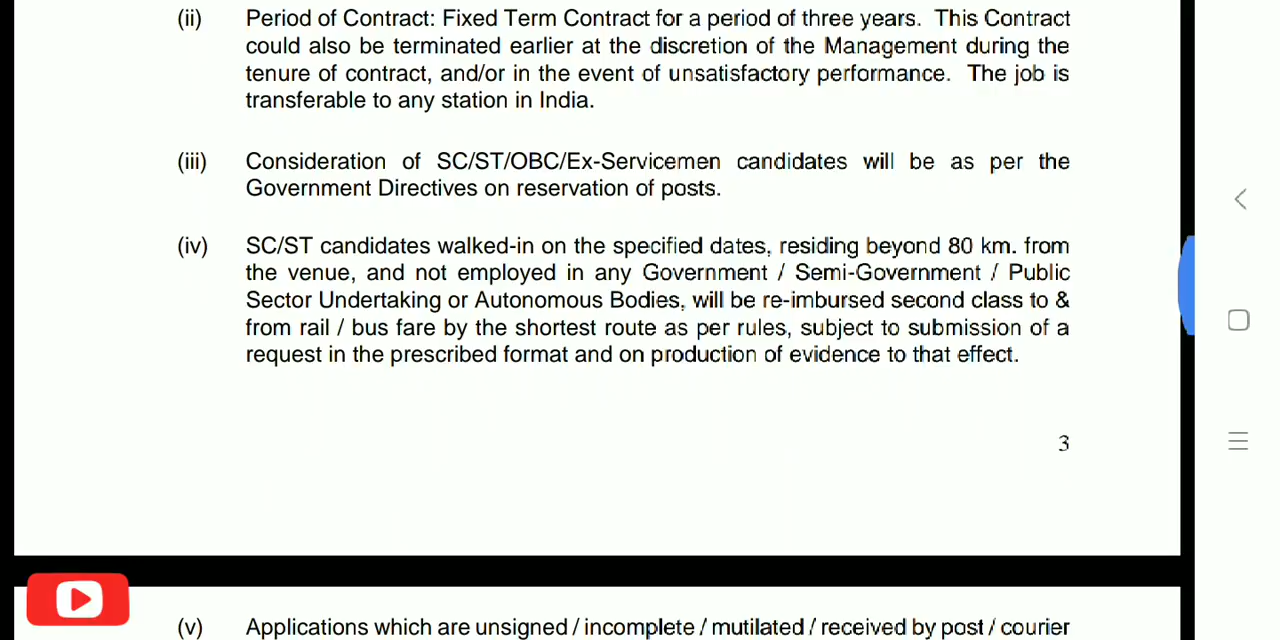 (ii) Period of Contract: Fixed Term Contract for a period of three years. This Contract
could also be terminated earlier at the discretion of the Management during the
tenure of contract, and/or in the event of unsatisfactory performance. The job is
transferable to any station in India.
(iii) Consideration of SC/ST/OBC/Ex-Servicemen candidates will be as per the
Government Directives on reservation of posts.
(iv) SC/ST candidates walked-in on the specified dates, residing beyond 80 km. from
the venue, and not employed in any Government / Semi-Government / Public
Sector Undertaking or Autonomous Bodies, will be re-imbursed second class to &
from rail / bus fare by the shortest route as per rules, subject to submission of a
request in the prescribed format and on production of evidence to that effect.
3
(v) Applications which are unsigned / incomplete / mutilated / received by post / courier